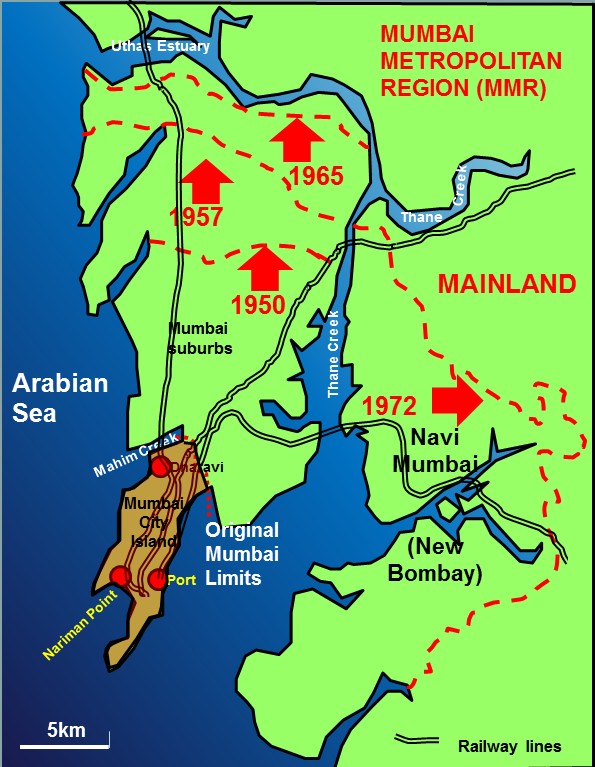 Uthas Estuary
MUMBAI
METROPOLITAN
REGION (MMR)
1965
Creek
1957
Thane
1950
MAINLAND
Mumbai
suburbs
Thane Creek
Arabian
Sea
1972
Navi
Mumbai
Mahim Creek
Dharavi
Mumbai
City
Island
Original
Mumbai
Limits
(New
Bombay)
Port
Nariman Point
5km
Railway lines